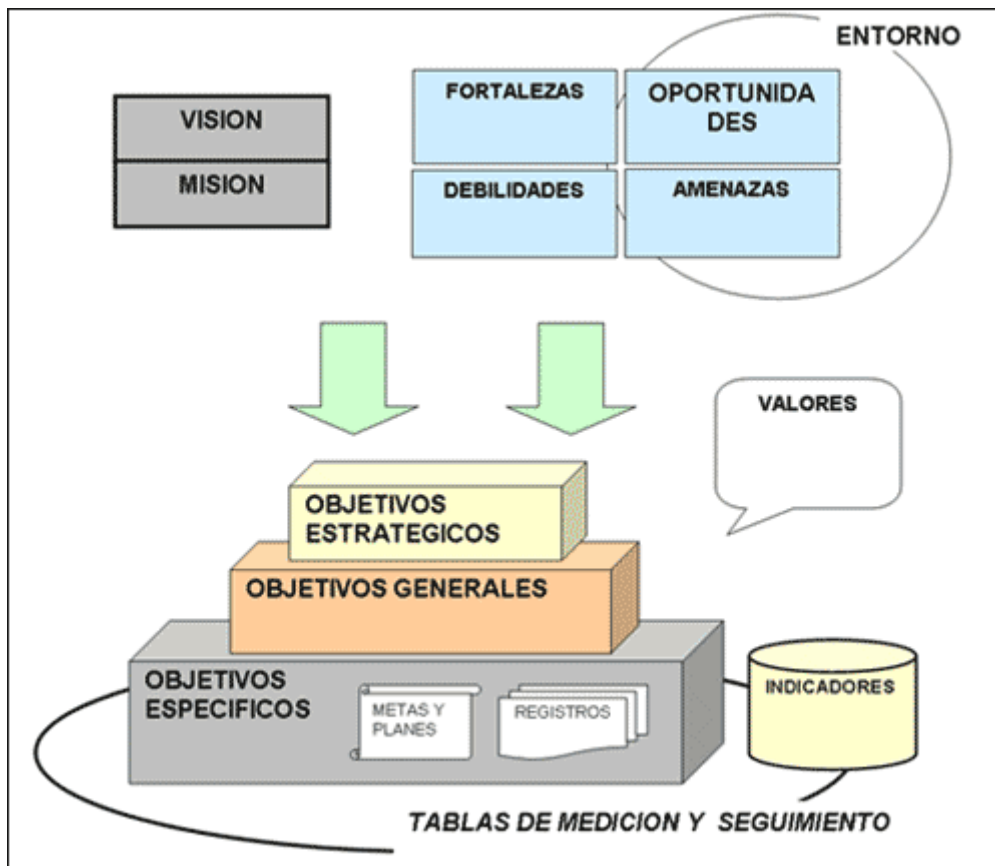 ENTORNO
FORTALEZAS
OPORTUNIDA
DES
VISION
MISION
DEBILIDADES
AMENAZAS
VALORES
OBJETIVOS
ESTRATEGICOS
OBJETIVOS GENERALES
OBJETIVOS
ESPECIFICOS
METAS Y
PLANES
REGISTROS
INDICADORES
TABLAS DE MEDICION Y SEGUIMIENTO